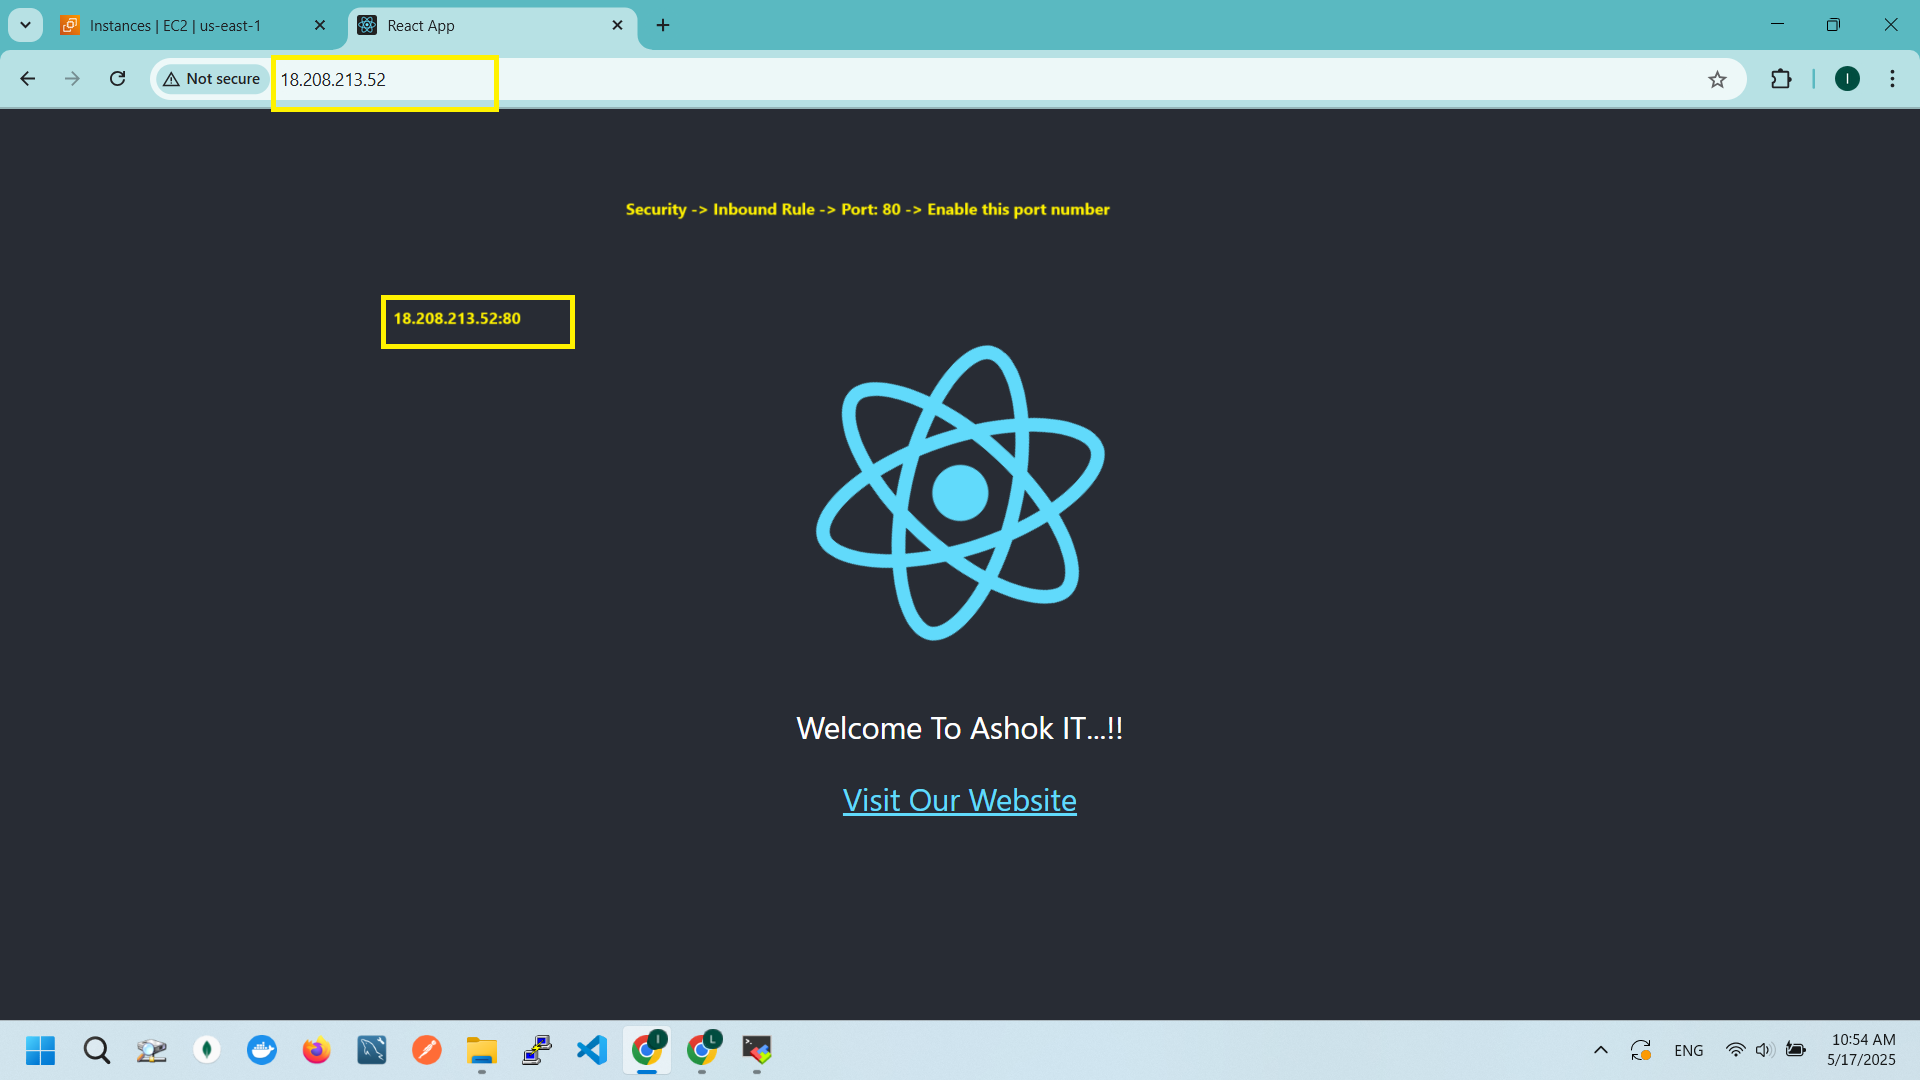 Instances | EC2 | us-east-1
React App
Not secure
18.208.213.52
I
Security -> Inbound Rule -> Port: 80 -> Enable this port number
18.208.213.52:80
Welcome To Ashok IT...!!
Visit Our Website
I
L
ENG
10:54 AM
5/17/2025